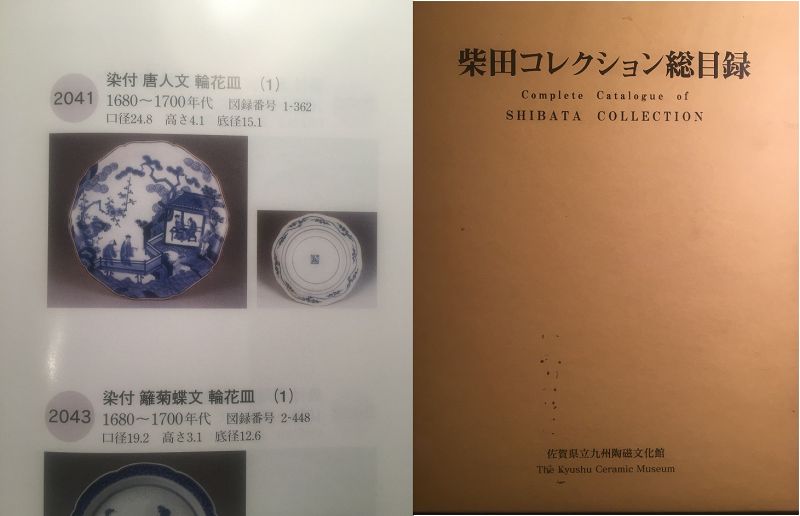 2041
染付 唐人文 輪花皿 (1)
1680～1700年代 図録番号 1-362
口径24.8 高さ4.1 底径15.1
2043
染付 籬菊蝶文 輪花皿 (1)
1680～1700年代 図録番号 2-448
口径19.2 高さ3.1 底径12.6
柴田コレクション総目録
Complete Catalogue of
SHIBATA COLLECTION
佐賀県立九州陶磁文化館
The Kyushu Ceramic Museum